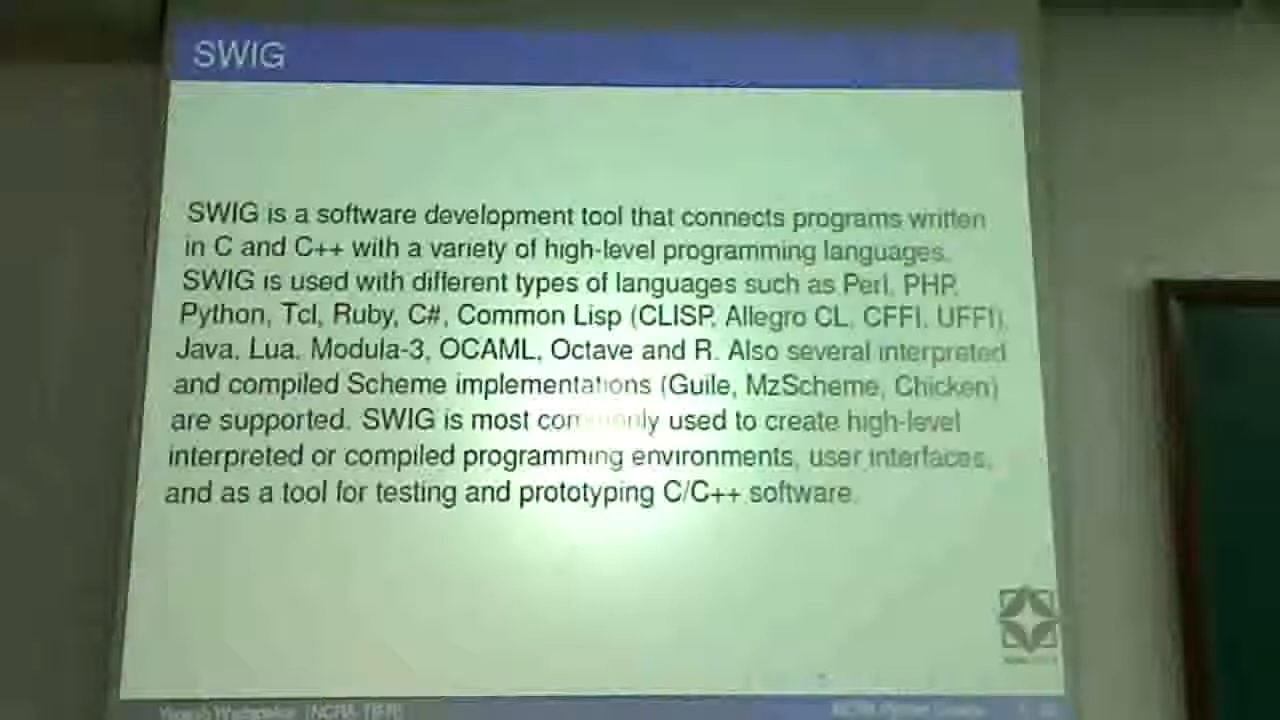 SWIG
SWIG is a software development tool that connects programs written
in C and C++ with a variety of high-level programming languages.
SWIG is used with different types of languages such as Perl, PHP,
Python, Tcl, Ruby, C#, Common Lisp (CLISP, Allegro CL, CFFI, UFFI),
Java, Lua, Modula-3, OCAML, Octave and R. Also several interpreted
and compiled Scheme implementations (Guile, MzScheme, Chicken)
are supported. SWIG is most commonly used to create high-level
interpreted or compiled programming environments, user interfaces,
and as a tool for testing and prototyping C/C++ software.